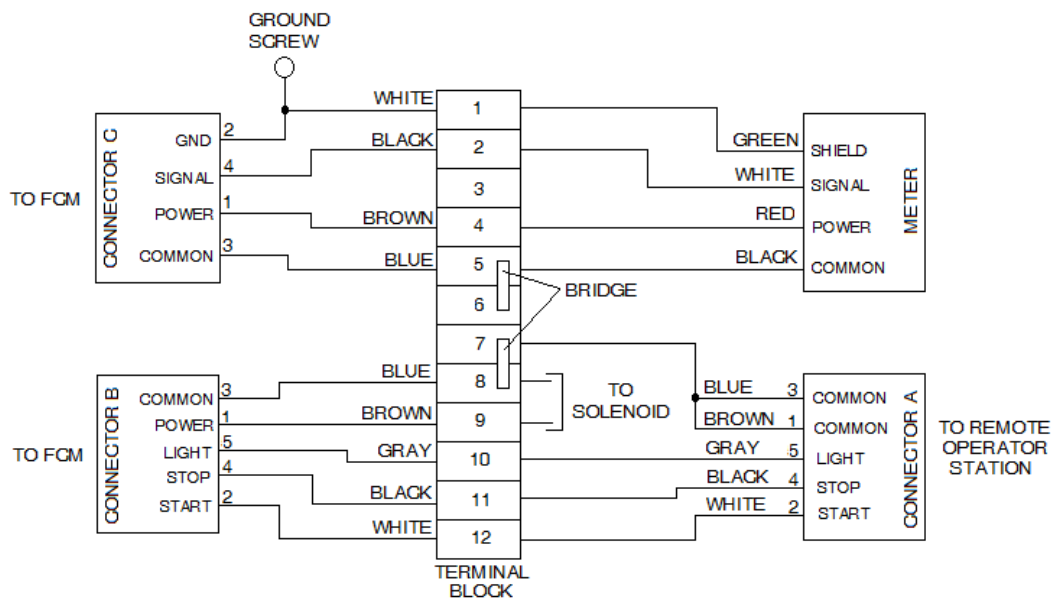 GROUND
SCREW
TO FCM
CONNECTOR C
GND
2
SIGNAL
4
POWER
1
COMMON
3
WHITE
BLACK
BROWN
BLUE
1
2
3
4
5
6
7
8
9
10
11
12
TERMINAL
BLOCK
BRIDGE
GREEN
WHITE
RED
BLACK
SHIELD
SIGNAL
POWER
COMMON
METER
TO FCM
CONNECTOR B
COMMON
3
POWER
1
LIGHT
5
STOP
4
START
2
BLUE
BROWN
GRAY
BLACK
WHITE
TO
SOLENOID
BLUE
3
COMMON
BROWN
1
COMMON
GRAY
5
LIGHT
BLACK
4
STOP
WHITE
2
START
CONNECTOR A
TO REMOTE
OPERATOR
STATION